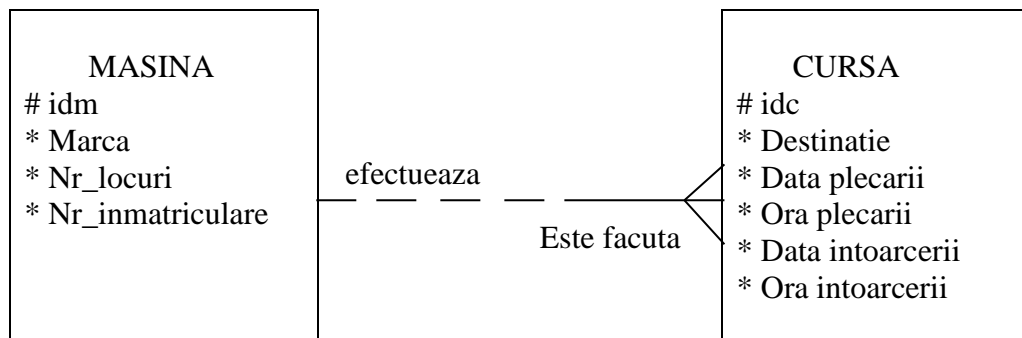 MASINA
# idm
* Marca
* Nr_locuri
* Nr_inmatriculare
efectueaza
Este facuta
CURSA
# idc
* Destinatie
* Data plecarii
* Ora plecarii
* Data intoarcerii
* Ora intoarcerii